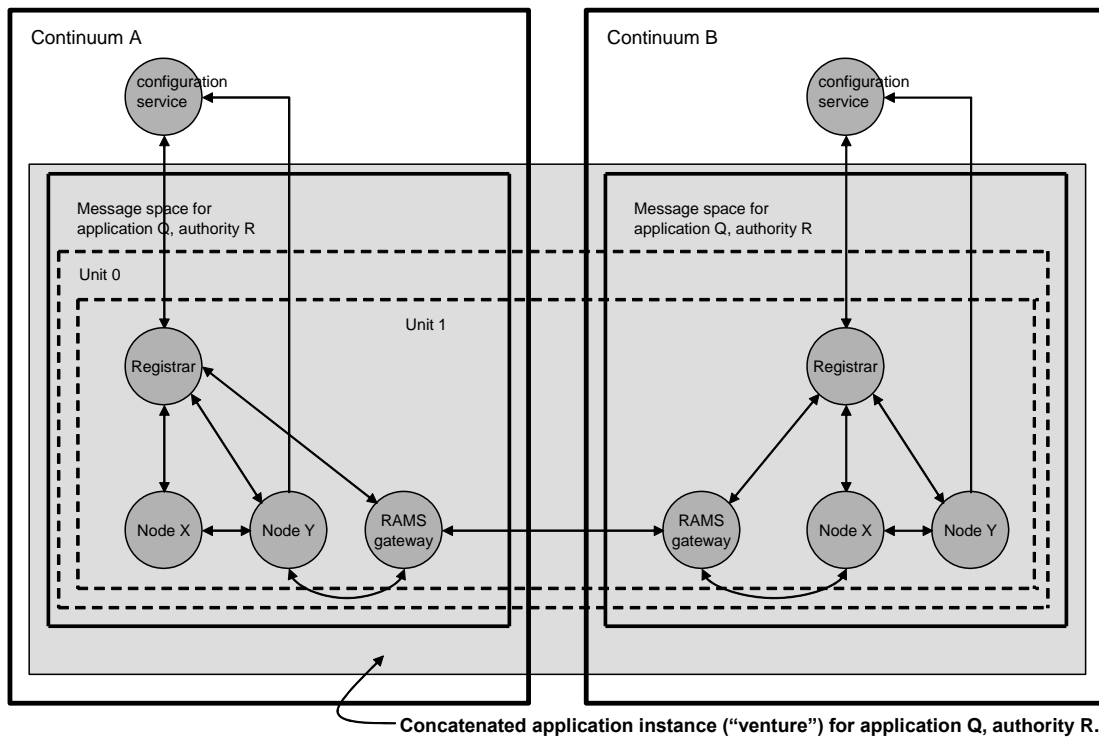 Continuum A
configuration
service
Message space for
application Q, authority R
Unit 0
Unit 1
Registrar
Node X
Node Y
RAMS
gateway
Continuum B
configuration
service
Message space for
application Q, authority R
Registrar
RAMS
gateway
Node X
Node Y
Concatenated application instance (“venture”) for application Q, authority R.